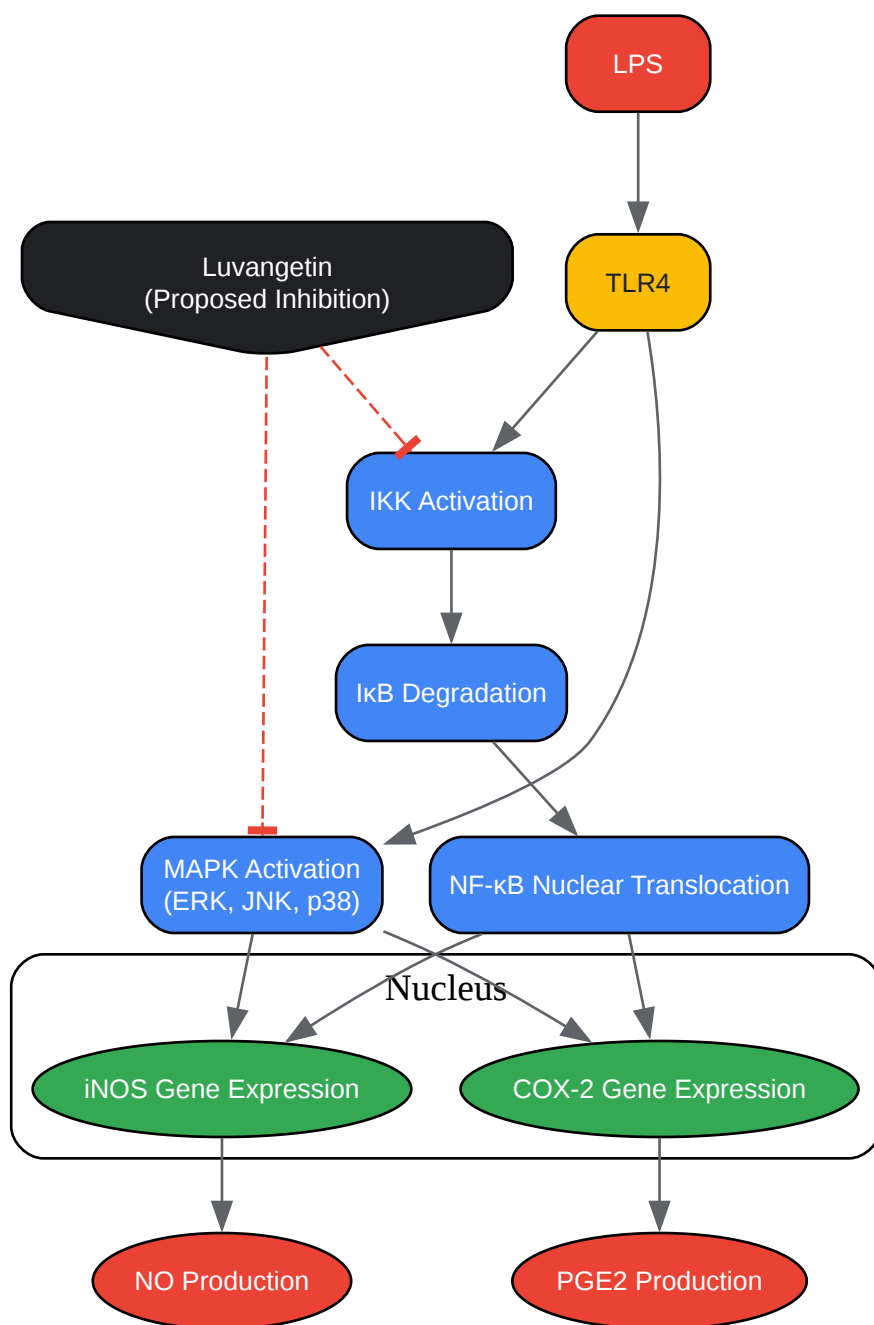 LPS
Luvangetin
(Proposed Inhibition)
TLR4
IKK Activation
IκB Degradation
MAPK Activation
(ERK, JNK, p38)
NF-κB Nuclear Translocation
Nucleus
iNOS Gene Expression
COX-2 Gene Expression
NO Production
PGE2 Production